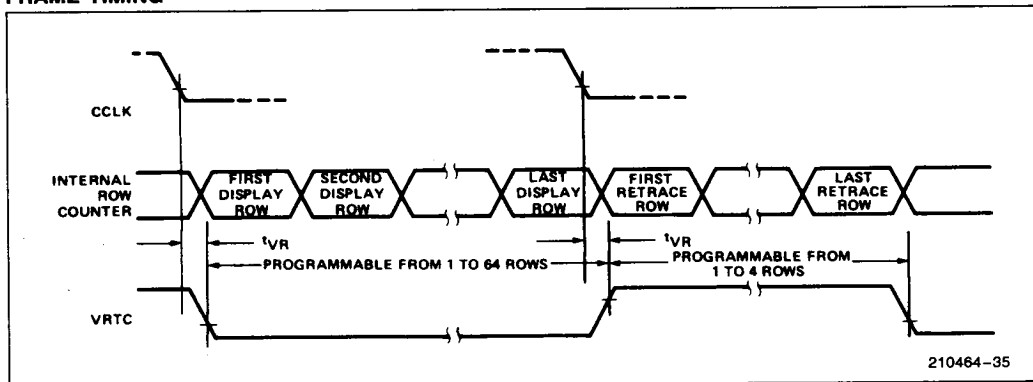 FRAME TIMING
CCLK
INTERNAL
ROW
COUNTER
FIRST
DISPLAY
ROW
SECOND
DISPLAY
ROW
LAST
DISPLAY
ROW
FIRST
RETRACE
ROW
LAST
RETRACE
ROW
tVR
tVR
PROGRAMMABLE FROM 1 TO 64 ROWS
PROGRAMMABLE FROM
1 TO 4 ROWS
VRTC
210464-35